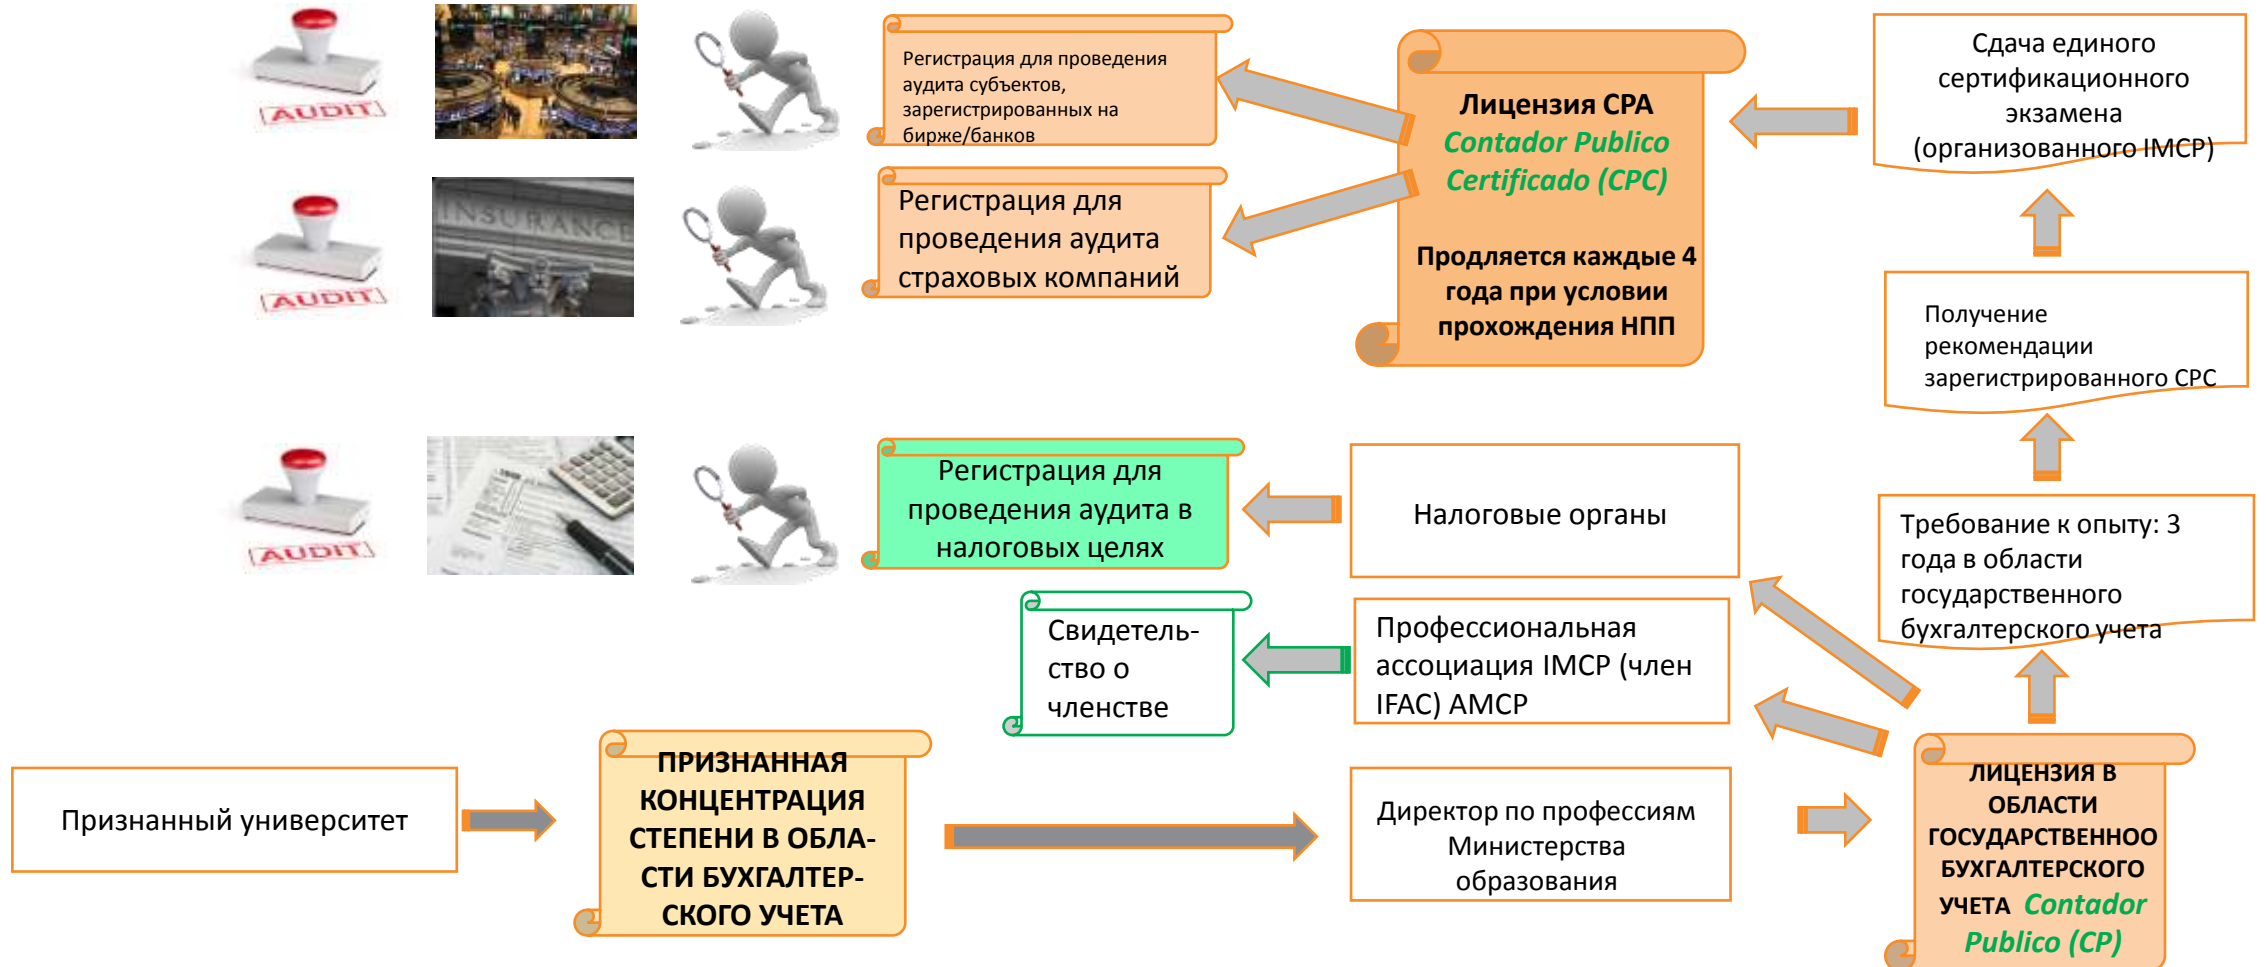 AUDIT
Регистрация для проведения
аудита субъектов,
зарегистрированных на
бирже/банков
Лицензия CPA
Contador Publico
Certificado (CPC)
Продляется каждые 4
года при условии
прохождения НПП
Сдача единого
сертификационного
экзамена
(организованного IMCP)
AUDIT
INSURANCE
Регистрация для
проведения аудита
страховых компаний
Получение
рекомендации
зарегистрированного CPC
AUDIT
Регистрация для
проведения аудита в
налоговых целях
Налоговые органы
Требование к опыту: 3
года в области
государственного
бухгалтерского учета
Свидетель-
ство о
членстве
Профессиональная
ассоциация IMCP (член
IFAC) AMCP
Признанный университет
ПРИЗНАННАЯ
КОНЦЕНТРАЦИЯ
СТЕПЕНИ В ОБЛА-
СТИ БУХГАЛТЕР-
СКОГО УЧЕТА
Директор по профессиям
Министерства
образования
ЛИЦЕНЗИЯ В
ОБЛАСТИ
ГОСУДАРСТВЕННОО
БУХГАЛТЕРСКОГО
УЧЕТА Contador
Publico (CP)